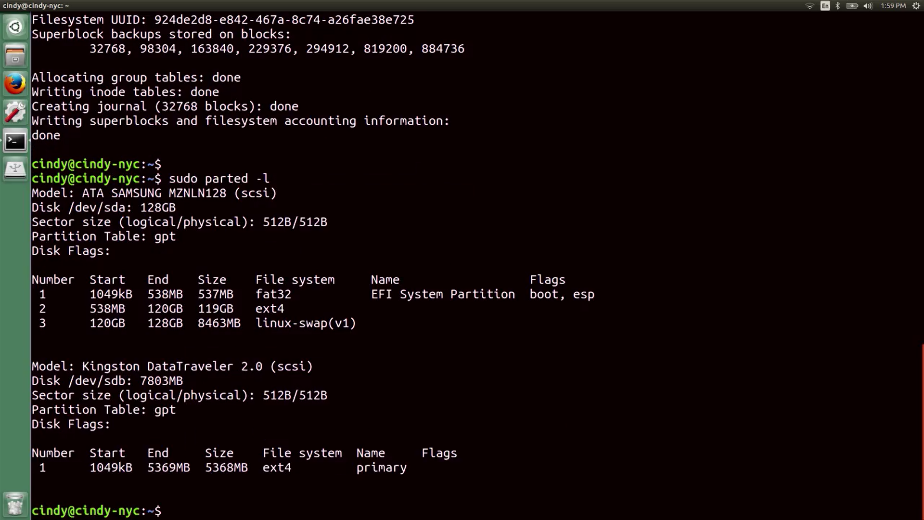 En 1:59 PM
Filesystem UUID: 924de2d8-e842-467a-8c74-a26fae38e725
Superblock backups stored on blocks:
32768, 98304, 163840, 229376, 294912, 819200, 884736
Allocating group tables: done
Writing inode tables: done
Creating journal (32768 blocks): done
Writing superblocks and filesystem accounting information:
done
cindy@cindy-nyc:~$
cindy@cindy-nyc:~$ sudo parted -l
Model: ATA SAMSUNG MZNLN128 (scsi)
Disk /dev/sda: 128GB
Sector size (logical/physical): 512B/512B
Partition Table: gpt
Disk Flags:
Number Start End Size File system Name Flags
1 1049kB 538MB 537MB fat32 EFI System Partition boot, esp
2 538MB 120GB 119GB ext4
3 120GB 128GB 8463MB linux-swap(v1)
Model: Kingston DataTraveler 2.0 (scsi)
Disk /dev/sdb: 7803MB
Sector size (logical/physical): 512B/512B
Partition Table: gpt
Disk Flags:
Number Start End Size File system Name Flags
1 1049kB 5369MB 5368MB ext4 primary
cindy@cindy-nyc:~$